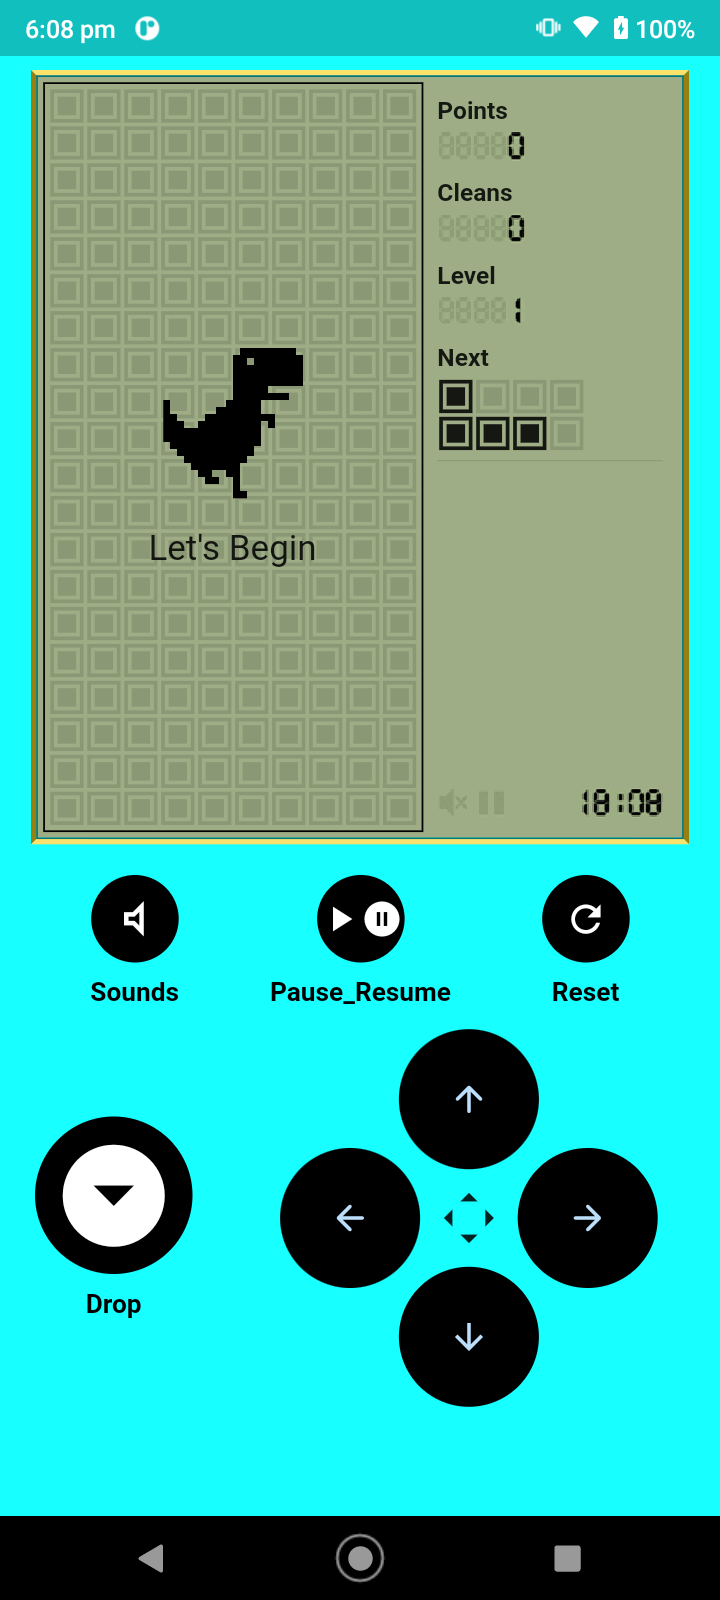 6:08 pm
100%
Points
0
Cleans
0
Level
1
Next
Let's Begin
18:08
Sounds
Pause_Resume
Reset
Drop